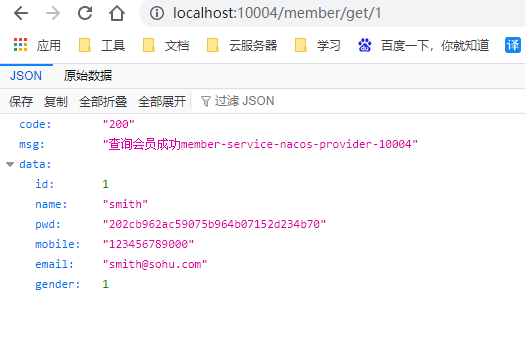 localhost:10004/member/get/1
应用 工具 文档 云服务器 学习 百度一下，你就知道 译
JSON 原始数据
保存 复制 全部折叠 全部展开 过滤 JSON
code: "200"
msg: "查询会员成功member-service-nacos-provider-10004"
data:
id: 1
name: "smith"
pwd: "202cb962ac59075b964b07152d234b70"
mobile: "123456789000"
email: "smith@sohu.com"
gender: 1